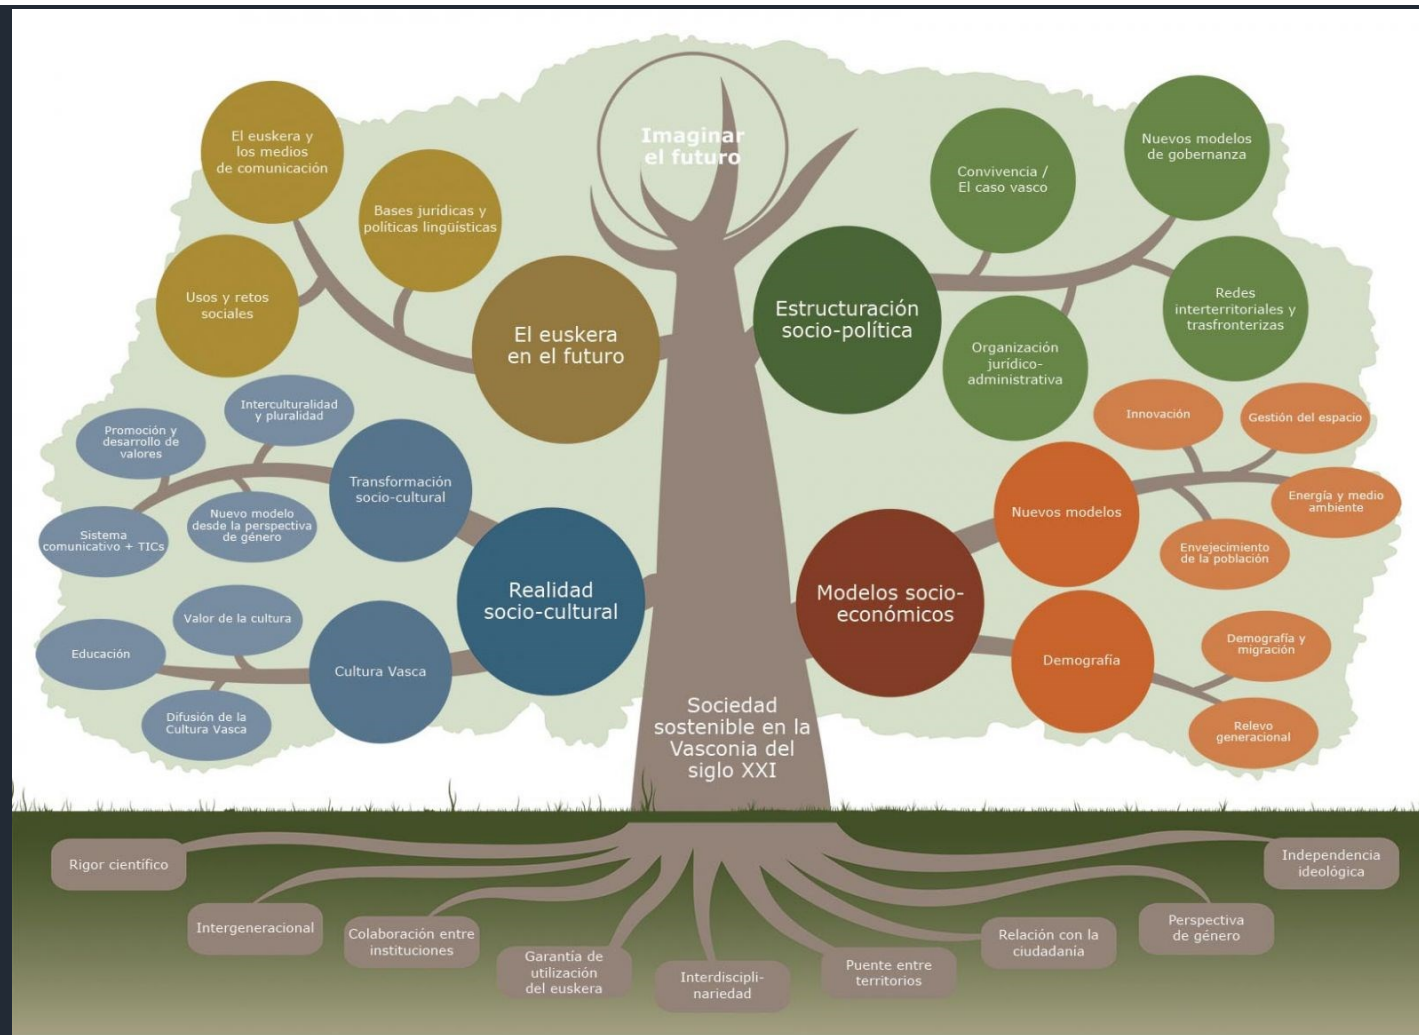 Imaginar
el futuro
El euskera y
los medios
de comunicación
Bases jurídicas y
políticas lingüísticas
Usos y retos
sociales
El euskera
en el futuro
Convivencia /
El caso vasco
Nuevos modelos
de gobernanza
Redes
interterritoriales y
trasfronterizas
Organización
jurídico-
administrativa
Estructuración
socio-política
Interculturalidad
y pluralidad
Promoción y
desarrollo de
valores
Sistema
comunicativo + TICs
Nuevo modelo
desde la perspectiva
de género
Transformación
socio-cultural
Realidad
socio-cultural
Valor de la cultura
Educación
Difusión de la
Cultura Vasca
Cultura Vasca
Innovación
Gestión del espacio
Energía y medio
ambiente
Envejecimiento
de la población
Nuevos modelos
Modelos socio-
económicos
Demografía
Demografía y
migración
Relevo
generacional
Sociedad
sostenible en la
Vasconia del
siglo XXI
Rigor científico
Intergeneracional
Colaboración entre
instituciones
Garantía de
utilización
del euskera
Interdiscipli-
nariedad
Puente entre
territorios
Relación con la
ciudadanía
Perspectiva
de género
Independencia
ideológica